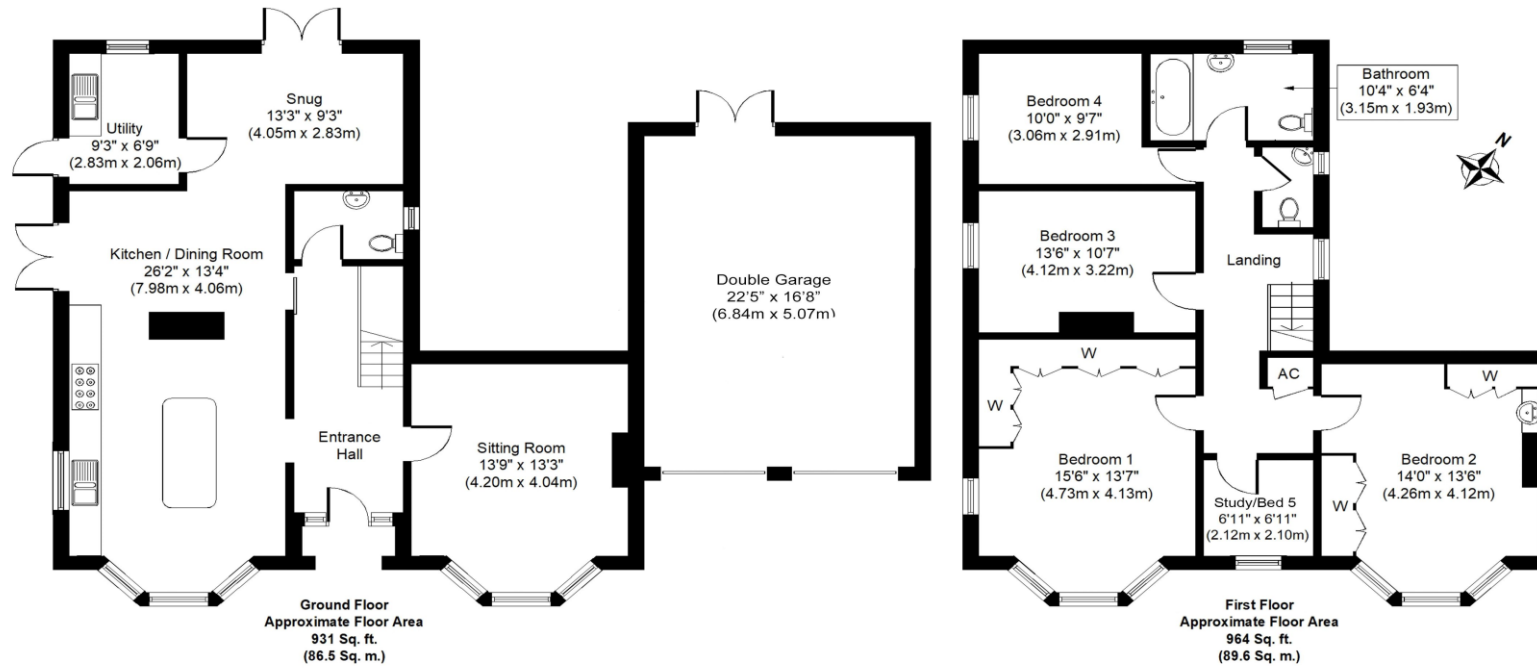 Utility
9'3" x 6'9"
(2.83m x 2.06m)
Snug
13'3" x 9'3"
(4.05m x 2.83m)
Kitchen / Dining Room
26'2" x 13'4"
(7.98m x 4.06m)
Entrance
Hall
Sitting Room
13'9" x 13'3"
(4.20m x 4.04m)
Double Garage
22'5" x 16'8"
(6.84m x 5.07m)
Ground Floor
Approximate Floor Area
931 Sq. ft.
(86.5 Sq. m.)
Bedroom 4
10'0" x 9'7"
(3.06m x 2.91m)
Bathroom
10'4" x 6'4"
(3.15m x 1.93m)
N
Bedroom 3
13'6" x 10'7"
(4.12m x 3.22m)
Landing
W
W
AC
W
Bedroom 1
15'6" x 13'7"
(4.73m x 4.13m)
Bedroom 2
14'0" x 13'6"
(4.26m x 4.12m)
W
Study/Bed 5
6'11" x 6'11"
(2.12m x 2.10m)
First Floor
Approximate Floor Area
964 Sq. ft.
(89.6 Sq. m.)